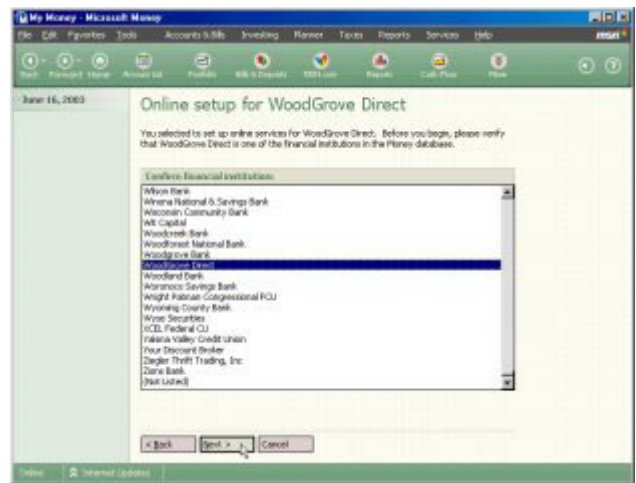 My Money - Microsoft Money
File Edit Favorites Tools Accounts & Bills Investing Planner Taxes Reports Services Help msn
Back Forward Home Account List Portfolio Bills & Deposits MSN.com Reports Cash Flow More
June 16, 2003
Online setup for WoodGrove Direct
You selected to set up online services for WoodGrove Direct. Before you begin, please verify
that WoodGrove Direct is one of the financial institutions in the Money database.
Confirm financial institutions
Wilson Bank
Winona National & Savings Bank
Wisconsin Community Bank
Wit Capital
Woodcreek Bank
Woodforest National Bank
Woodgrove Bank
WoodGrove Direct
Woodland Bank
Woronoco Savings Bank
Wright Patman Congressional FCU
Wyoming County Bank
Wyse Securities
XCEL Federal CU
Yakima Valley Credit Union
Your Discount Broker
Ziegler Thrift Trading, Inc
Zions Bank
(Not Listed)
< Back Next > Cancel
Online Internet Updates